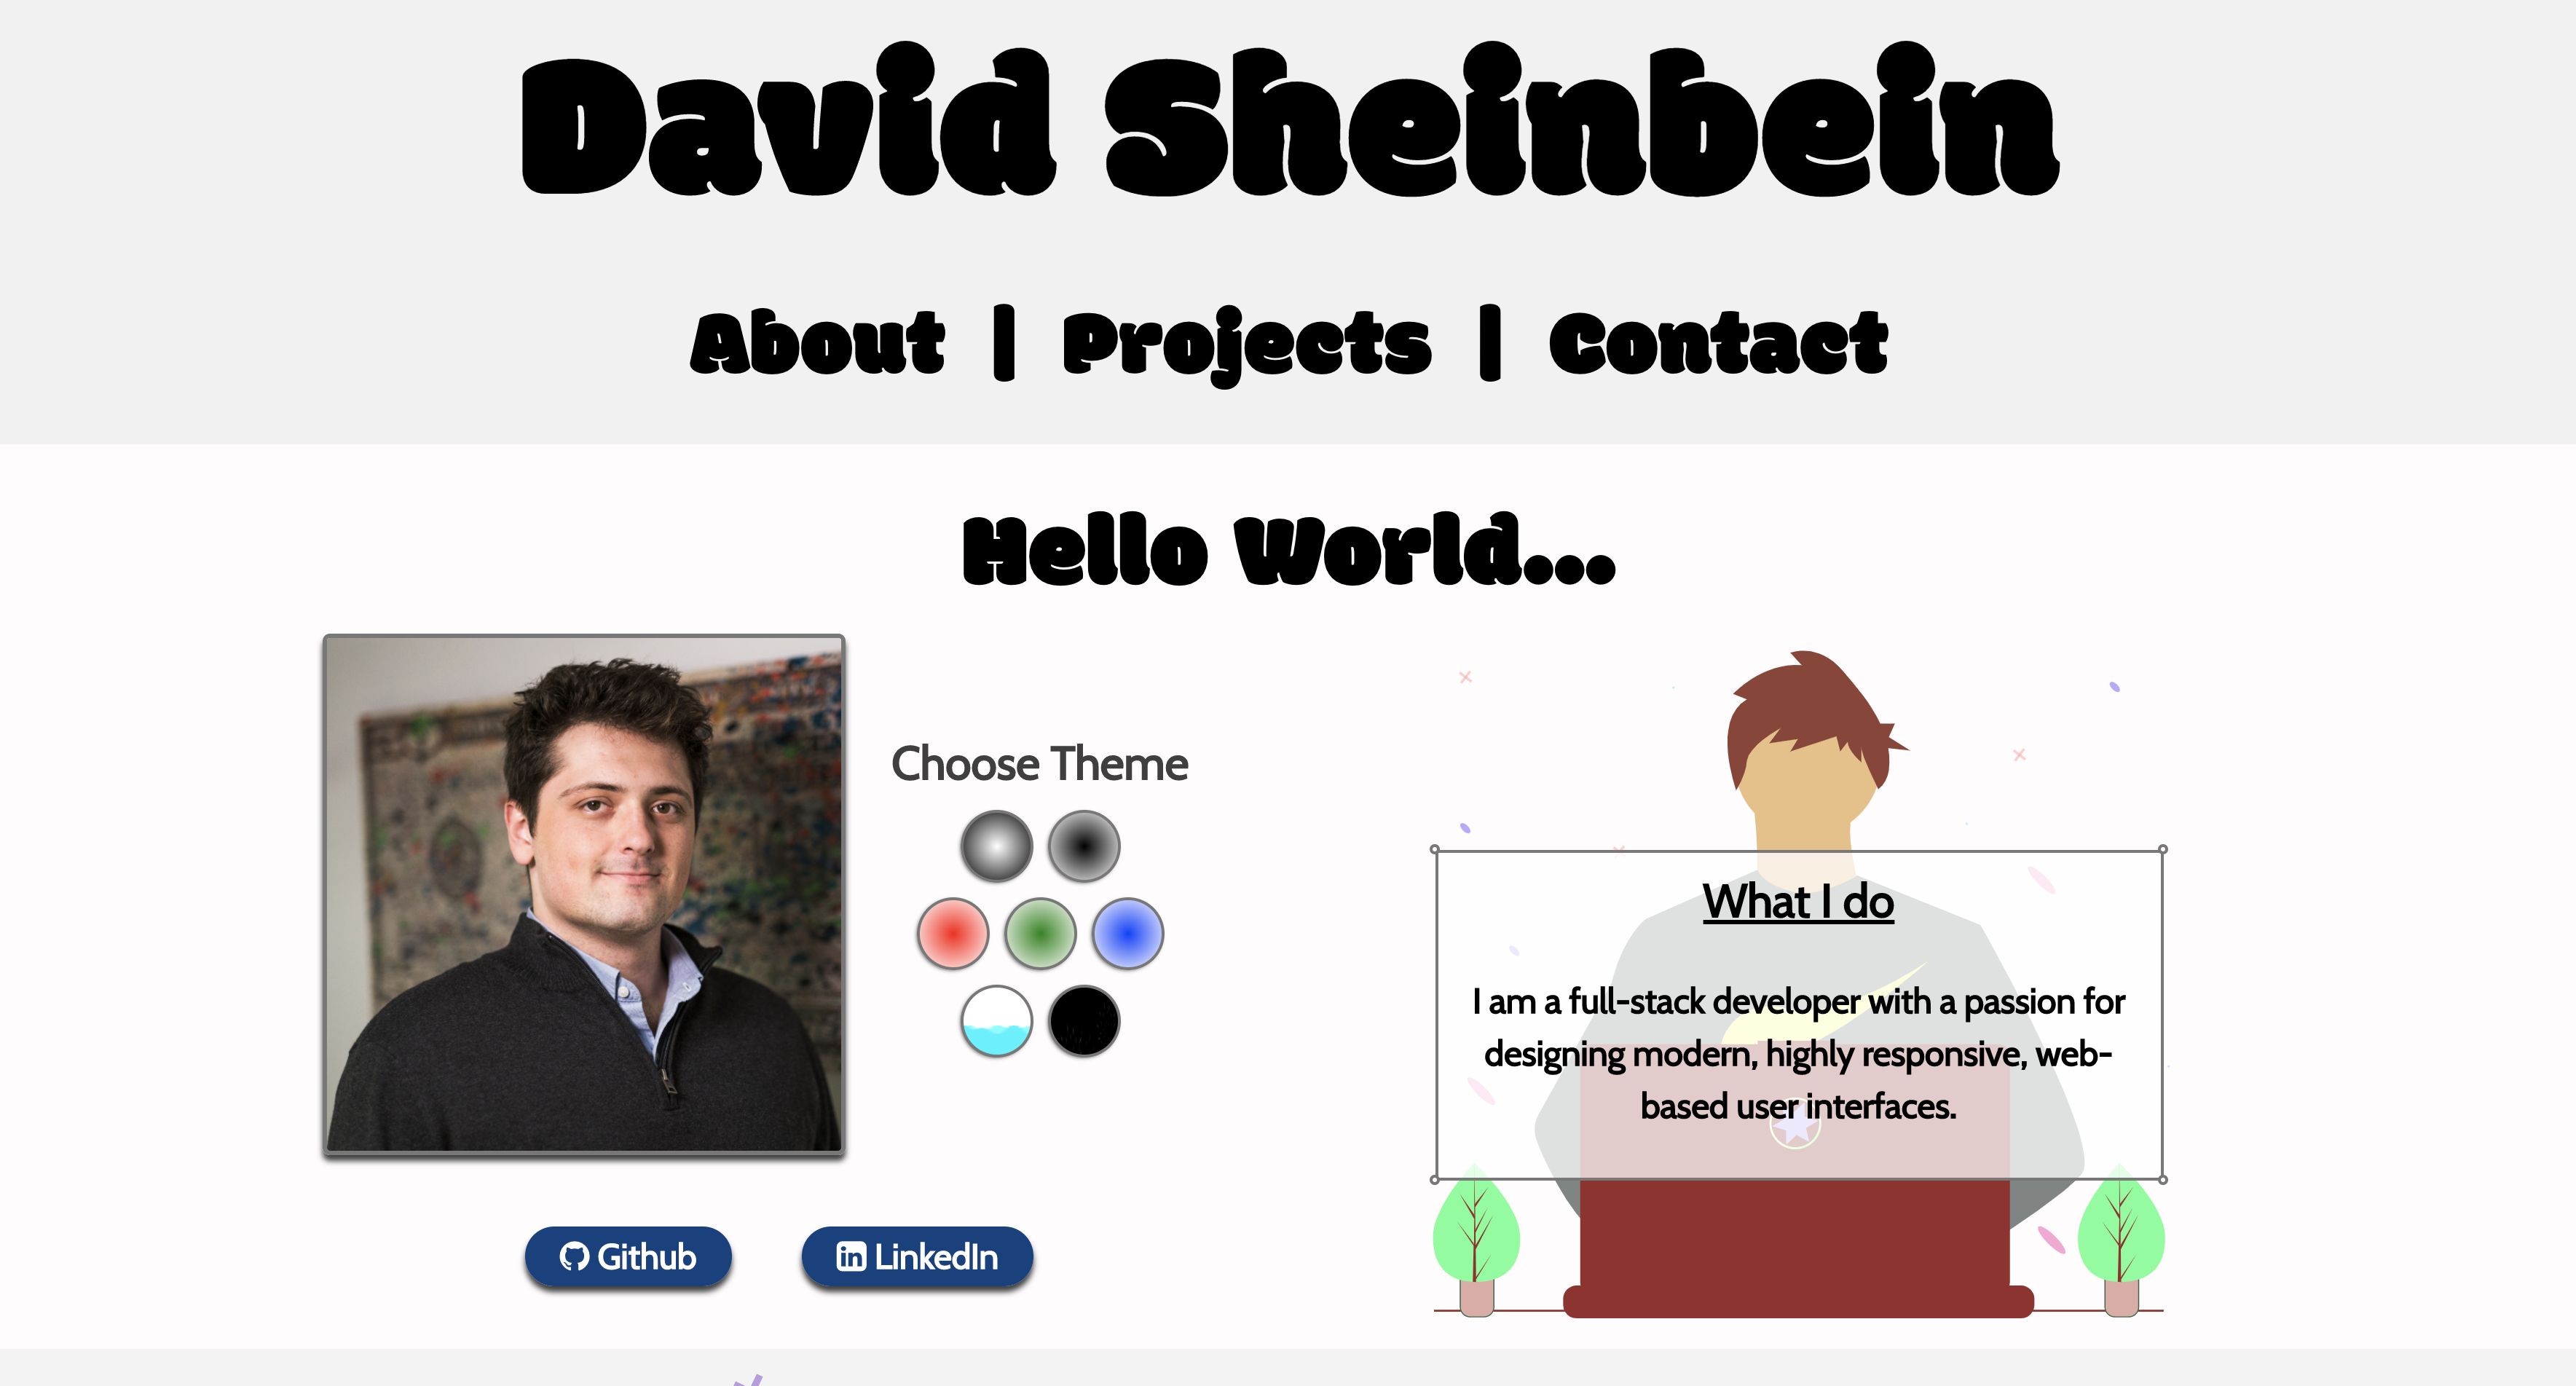 David Sheinbein
About | Projects | Contact
Hello World...
Choose Theme
What I do
I am a full-stack developer with a passion for
designing modern, highly responsive, web-
based user interfaces.
Github
LinkedIn